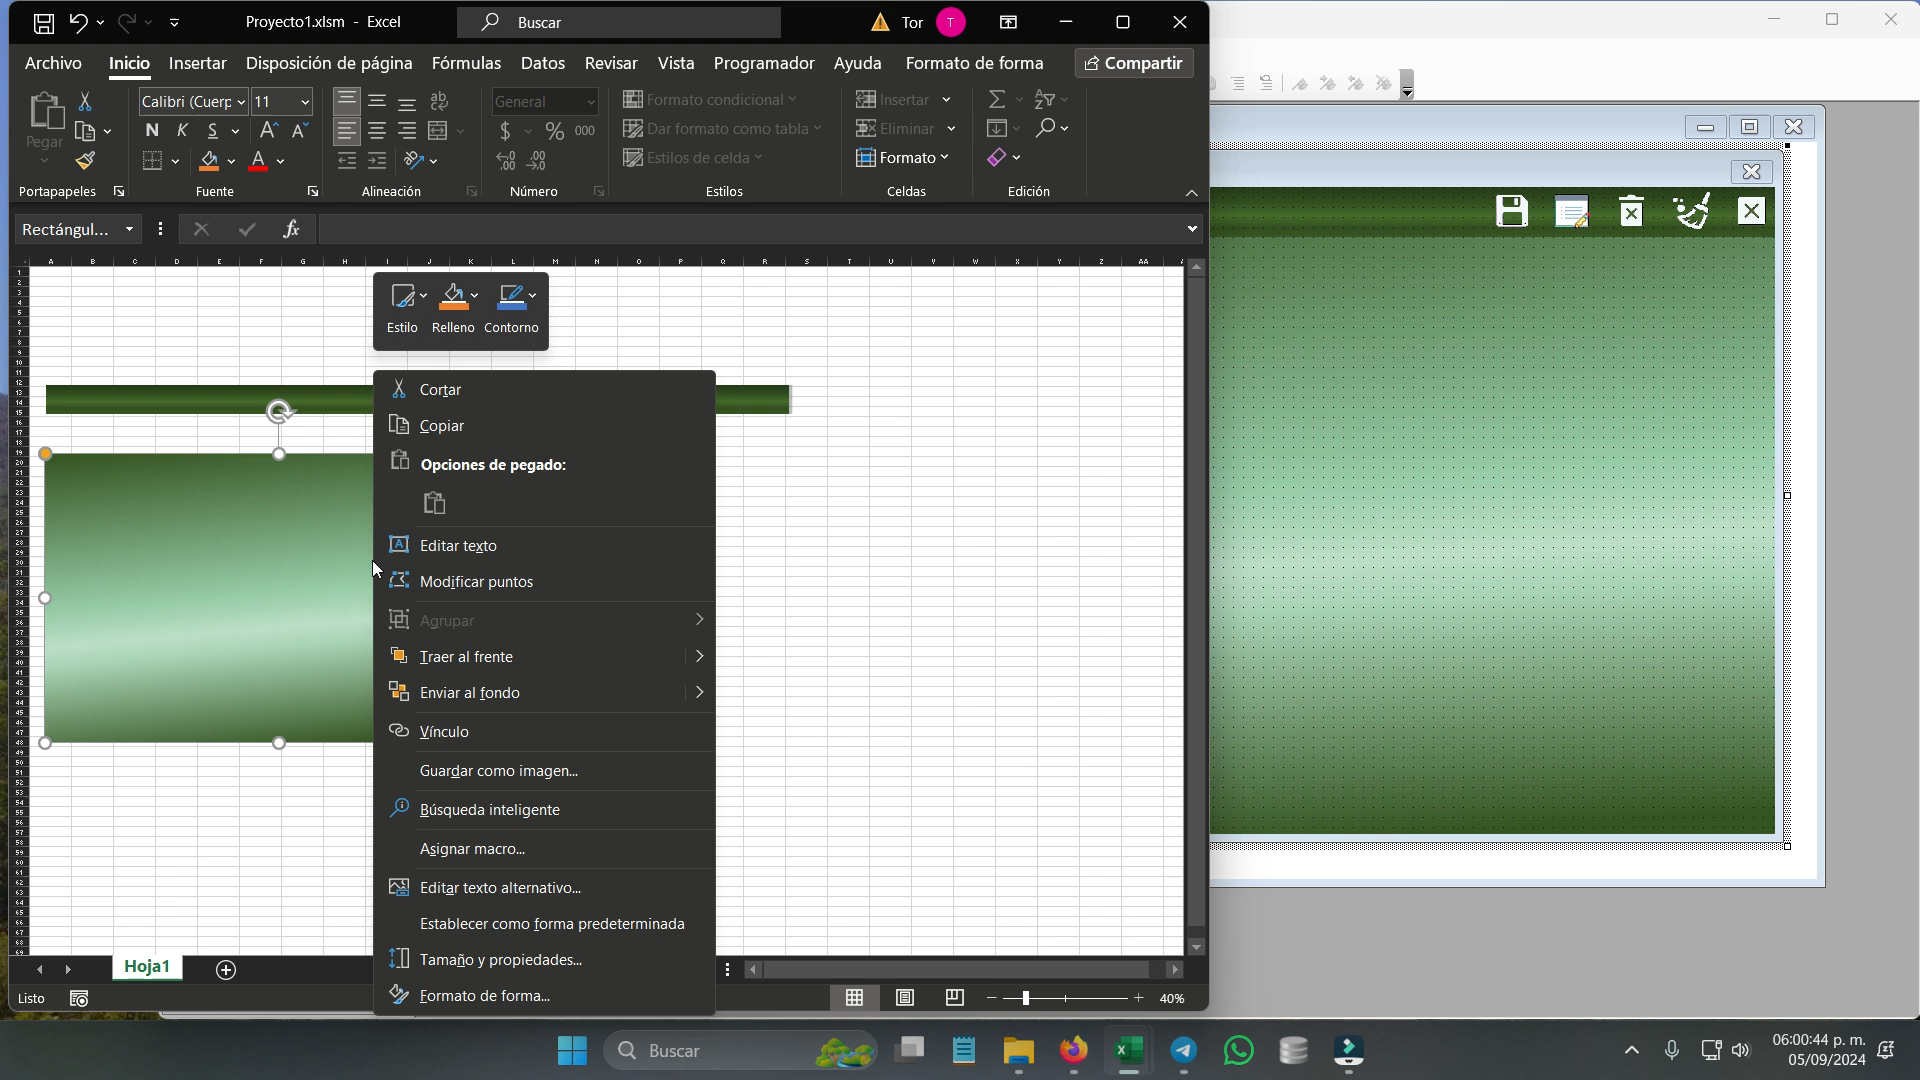 Proyecto1.xlsm - Excel
Buscar
Tor
T
Archivo Inicio Insertar Disposición de página Fórmulas Datos Revisar Vista Programador Ayuda Formato de forma Compartir
Pegar
Calibri (Cuerp 11
N K S
General
$ % 000
Formato condicional
Dar formato como tabla
Estilos de celda
Insertar
Eliminar
Formato
Portapapeles Fuente Alineación Número Estilos Celdas Edición
Rectángul...
fx
A B C D E F G H I J K L M N O P Q R S T U V W X Y Z AA
Estilo Relleno Contorno
Cortar
Copiar
Opciones de pegado:
Editar texto
Modificar puntos
Agrupar
Traer al frente
Enviar al fondo
Vínculo
Guardar como imagen...
Búsqueda inteligente
Asignar macro...
Editar texto alternativo...
Establecer como forma predeterminada
Tamaño y propiedades...
Formato de forma...
Hoja1
Listo
40%
Buscar
06:00:44 p. m.
05/09/2024